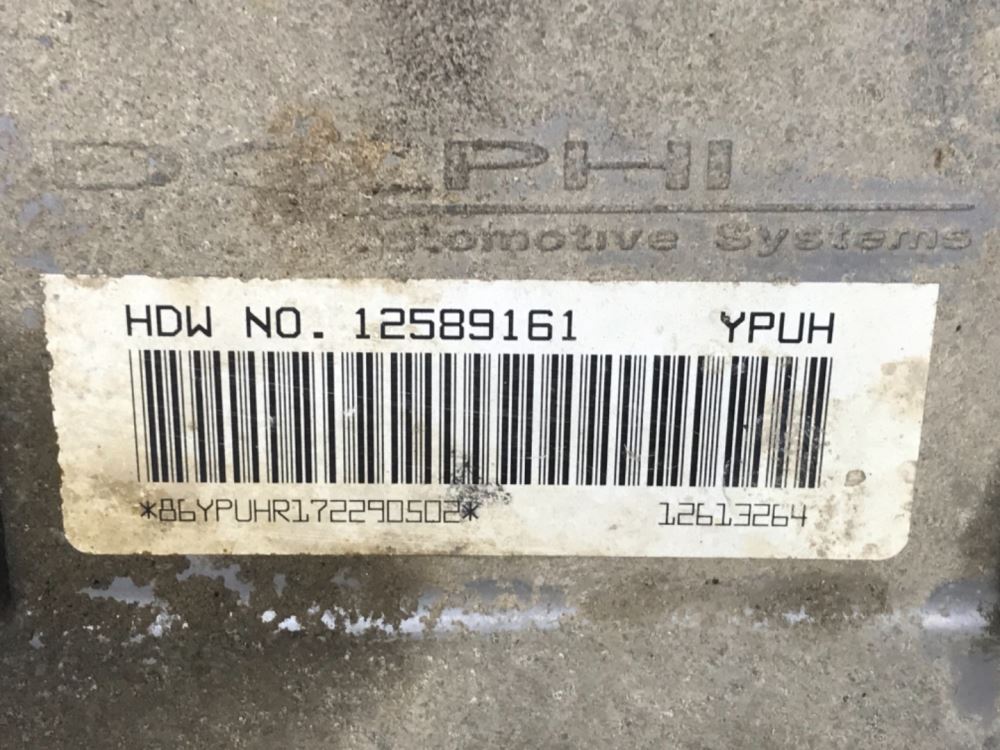 DELPHI
Automotive Systems
HDW NO. 12589161 YPUH
*86YPUHR172290502* 12613264